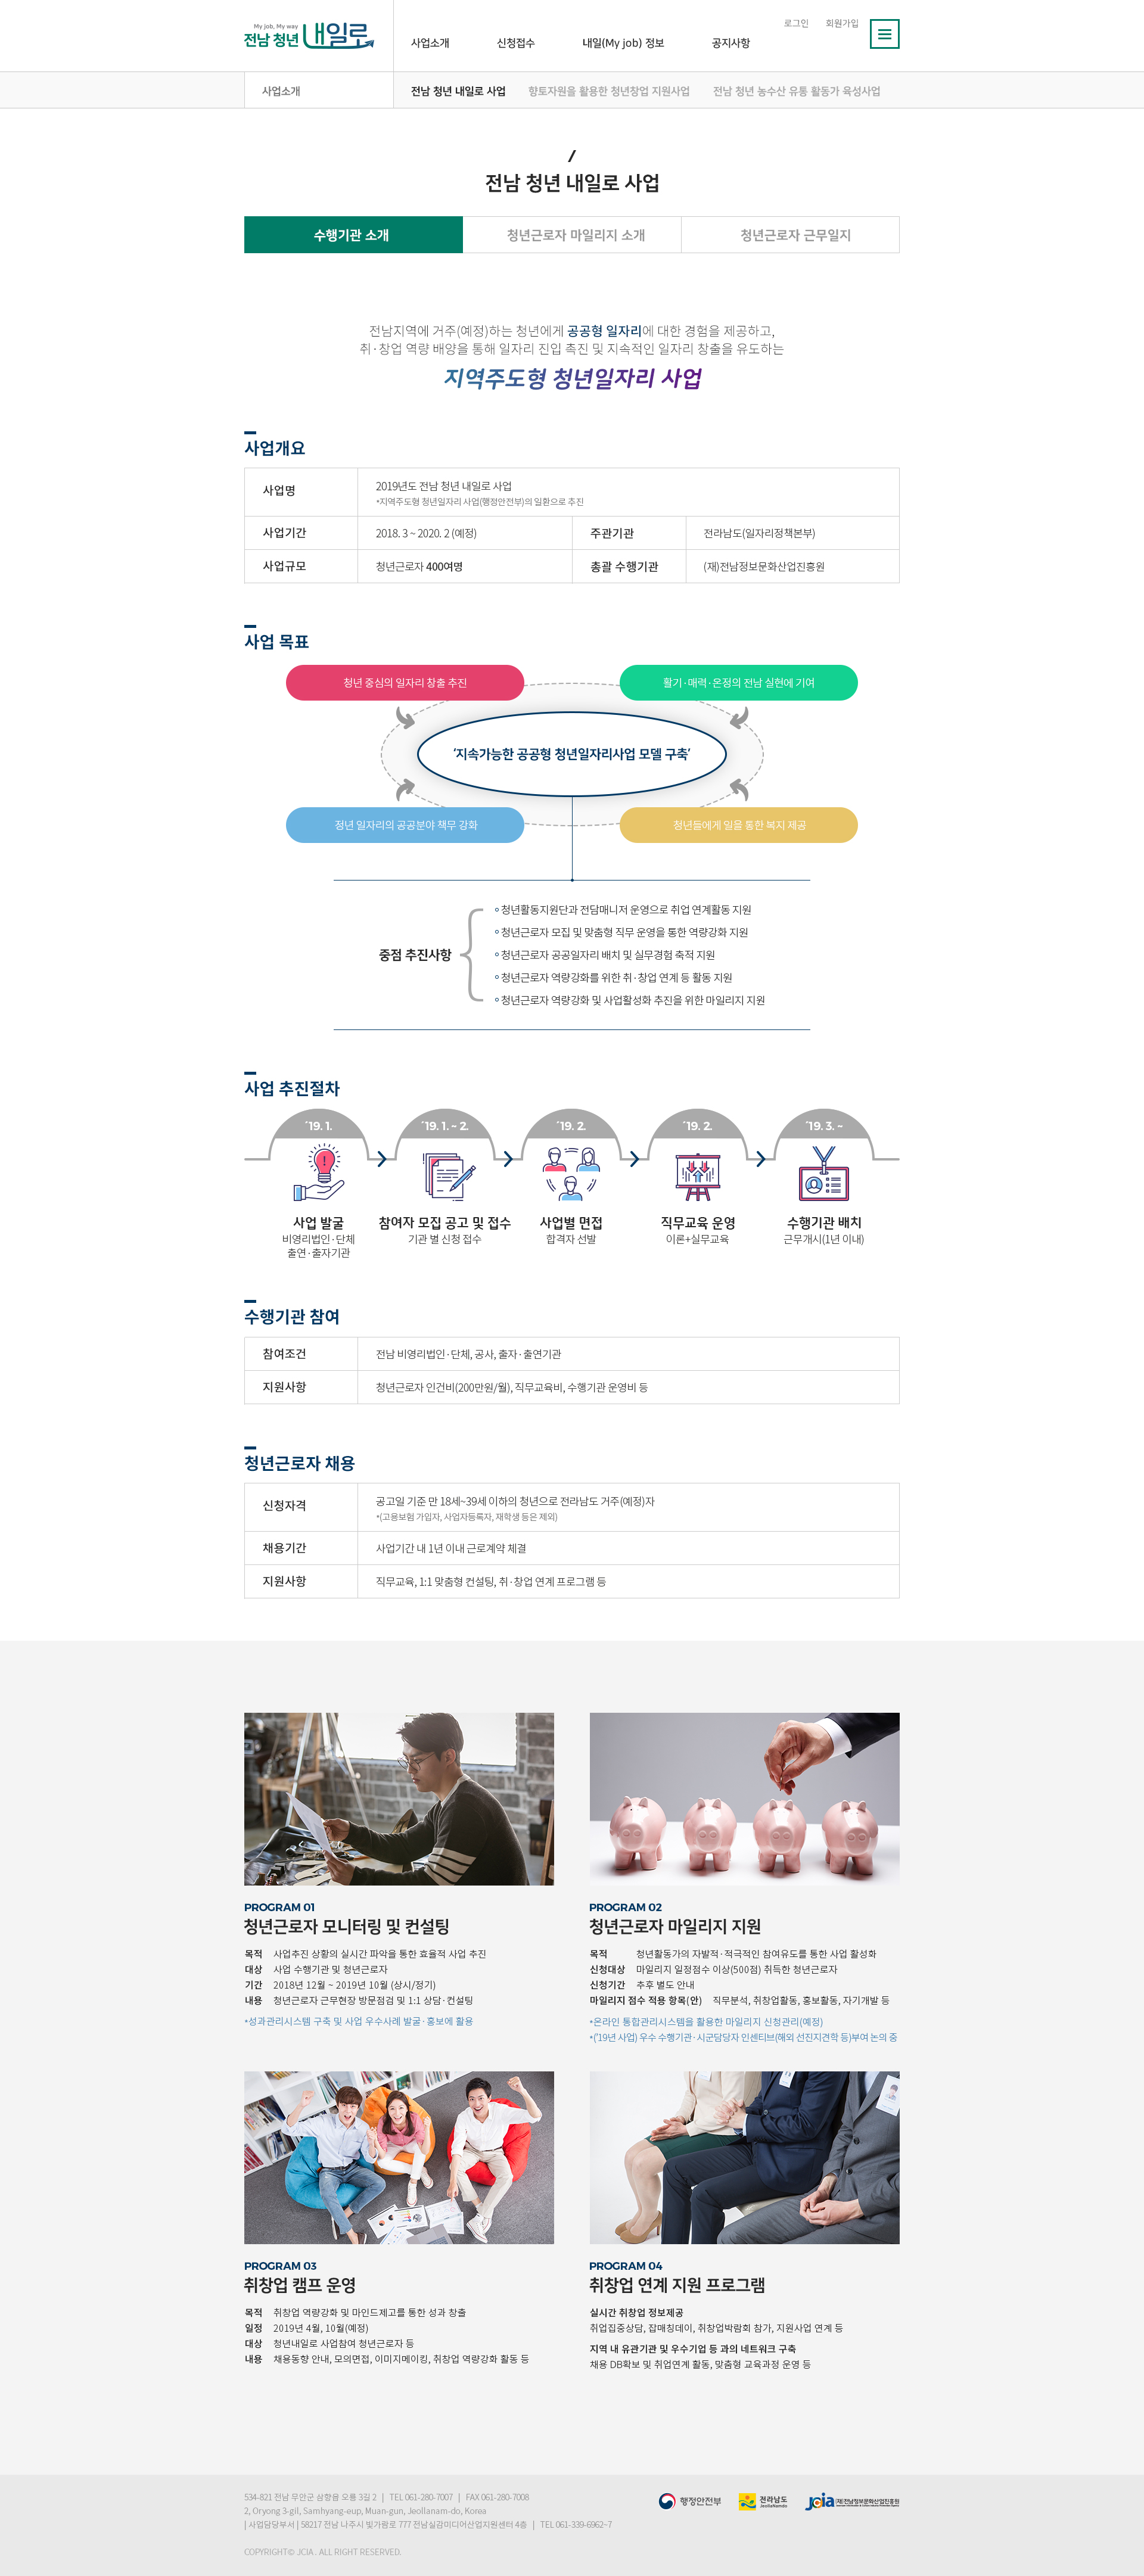 My job, My way
전남 청년 내일로
로그인 회원가입
사업소개 신청접수 내일(My job) 정보 공지사항
사업소개 전남 청년 내일로 사업 향토자원을 활용한 청년창업 지원사업 전남 청년 농수산 유통 활동가 육성사업
/
전남 청년 내일로 사업
수행기관 소개 청년근로자 마일리지 소개 청년근로자 근무일지
전남지역에 거주(예정)하는 청년에게 공공형 일자리에 대한 경험을 제공하고,
취·창업 역량 배양을 통해 일자리 진입 촉진 및 지속적인 일자리 창출을 유도하는
지역주도형 청년일자리 사업
사업개요
사업명 2019년도 전남 청년 내일로 사업
*지역주도형 청년일자리 사업(행정안전부)의 일환으로 추진
사업기간 2018. 3 ~ 2020. 2 (예정) 주관기관 전라남도(일자리정책본부)
사업규모 청년근로자 400여명 총괄 수행기관 (재)전남정보문화산업진흥원
사업 목표
청년 중심의 일자리 창출 추진 활기·매력·온정의 전남 실현에 기여
‘지속가능한 공공형 청년일자리사업 모델 구축’
청년 일자리의 공공분야 책무 강화 청년들에게 일을 통한 복지 제공
중점 추진사항
청년활동지원단과 전담매니저 운영으로 취업 연계활동 지원
청년근로자 모집 및 맞춤형 직무 운영을 통한 역량강화 지원
청년근로자 공공일자리 배치 및 실무경험 축적 지원
청년근로자 역량강화를 위한 취·창업 연계 등 활동 지원
청년근로자 역량강화 및 사업활성화 추진을 위한 마일리지 지원
사업 추진절차
'19. 1. '19. 1. ~ 2. '19. 2. '19. 2. '19. 3. ~
사업 발굴 참여자 모집 공고 및 접수 사업별 면접 직무교육 운영 수행기관 배치
비영리법인·단체 기관 별 신청 접수 합격자 선발 이론+실무교육 근무개시(1년 이내)
출연·출자기관
수행기관 참여
참여조건 전남 비영리법인·단체, 공사, 출자·출연기관
지원사항 청년근로자 인건비(200만원/월), 직무교육비, 수행기관 운영비 등
청년근로자 채용
신청자격 공고일 기준 만 18세~39세 이하의 청년으로 전라남도 거주(예정)자
*(고용보험 가입자, 사업자등록자, 재학생 등은 제외)
채용기간 사업기간 내 1년 이내 근로계약 체결
지원사항 직무교육, 1:1 맞춤형 컨설팅, 취·창업 연계 프로그램 등
PROGRAM 01
청년근로자 모니터링 및 컨설팅
목적 사업추진 상황의 실시간 파악을 통한 효율적 사업 추진
대상 사업 수행기관 및 청년근로자
기간 2018년 12월 ~ 2019년 10월 (상시/정기)
내용 청년근로자 근무현장 방문점검 및 1:1 상담·컨설팅
*성과관리시스템 구축 및 사업 우수사례 발굴·홍보에 활용
PROGRAM 02
청년근로자 마일리지 지원
목적 청년활동가의 자발적·적극적인 참여유도를 통한 사업 활성화
신청대상 마일리지 일정점수 이상(500점) 취득한 청년근로자
신청기간 추후 별도 안내
마일리지 점수 적용 항목(안) 직무분석, 취창업활동, 홍보활동, 자기개발 등
*온라인 통합관리시스템을 활용한 마일리지 신청관리(예정)
*('19년 사업) 우수 수행기관·시군담당자 인센티브(해외 선진지견학 등)부여 논의 중
PROGRAM 03
취창업 캠프 운영
목적 취창업 역량강화 및 마인드제고를 통한 성과 창출
일정 2019년 4월, 10월(예정)
대상 청년내일로 사업참여 청년근로자 등
내용 채용동향 안내, 모의면접, 이미지메이킹, 취창업 역량강화 활동 등
PROGRAM 04
취창업 연계 지원 프로그램
실시간 취창업 정보제공
취업집중상담, 잡매칭데이, 취창업박람회 참가, 지원사업 연계 등
지역 내 유관기관 및 우수기업 등 과의 네트워크 구축
채용 DB확보 및 취업연계 활동, 맞춤형 교육과정 운영 등
534-821 전남 무안군 삼향읍 오룡 3길 2 | TEL 061-280-7007 | FAX 061-280-7008
2, Oryong 3-gil, Samhyang-eup, Muan-gun, Jeollanam-do, Korea
| 사업담당부서 | 58217 전남 나주시 빛가람로 777 전남실감미디어산업지원센터 4층 | TEL 061-339-6962~7
COPYRIGHT© JCIA . ALL RIGHT RESERVED.
행정안전부 전라남도 JeollaNamdo jcia (재)전남정보문화산업진흥원